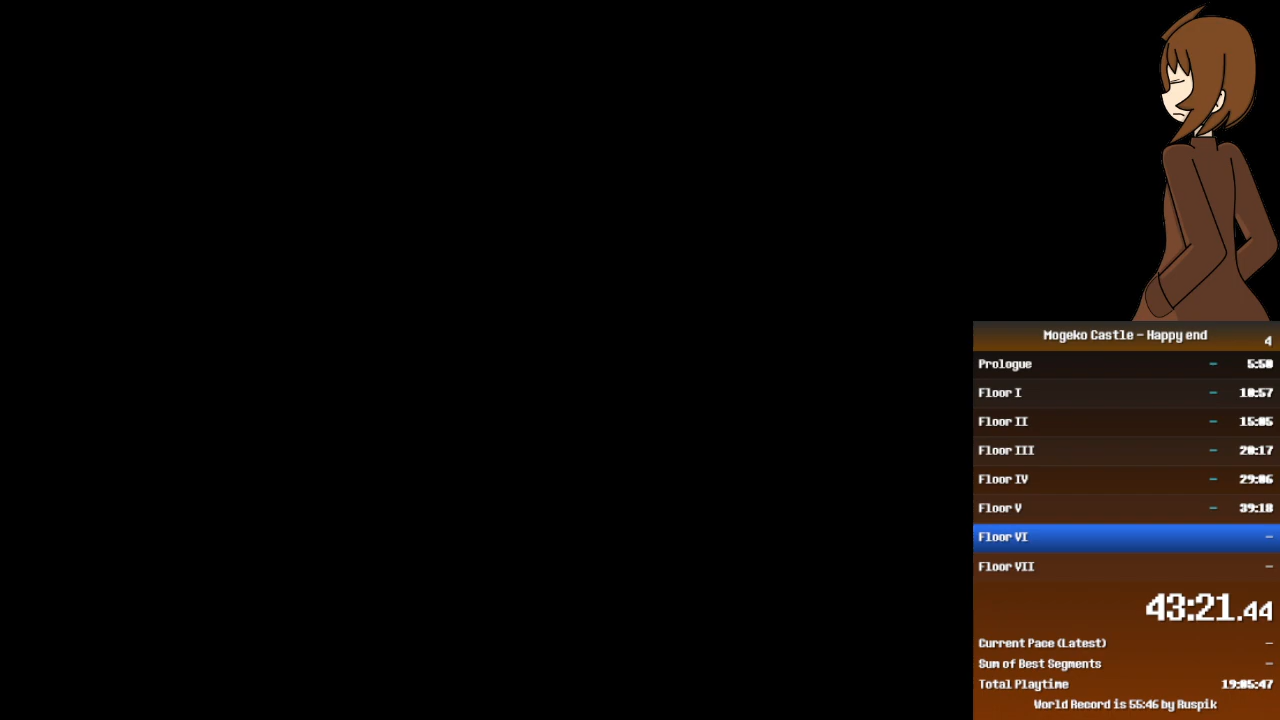 Mogeko Castle - Happy end
4
Prologue - 5:50
Floor I - 10:57
Floor II - 15:05
Floor III - 20:17
Floor IV - 29:06
Floor V - 39:18
Floor VI -
Floor VII -
43:21.44
Current Pace (Latest) -
Sum of Best Segments -
Total Playtime 19:05:47
World Record is 55:46 by Ruspik